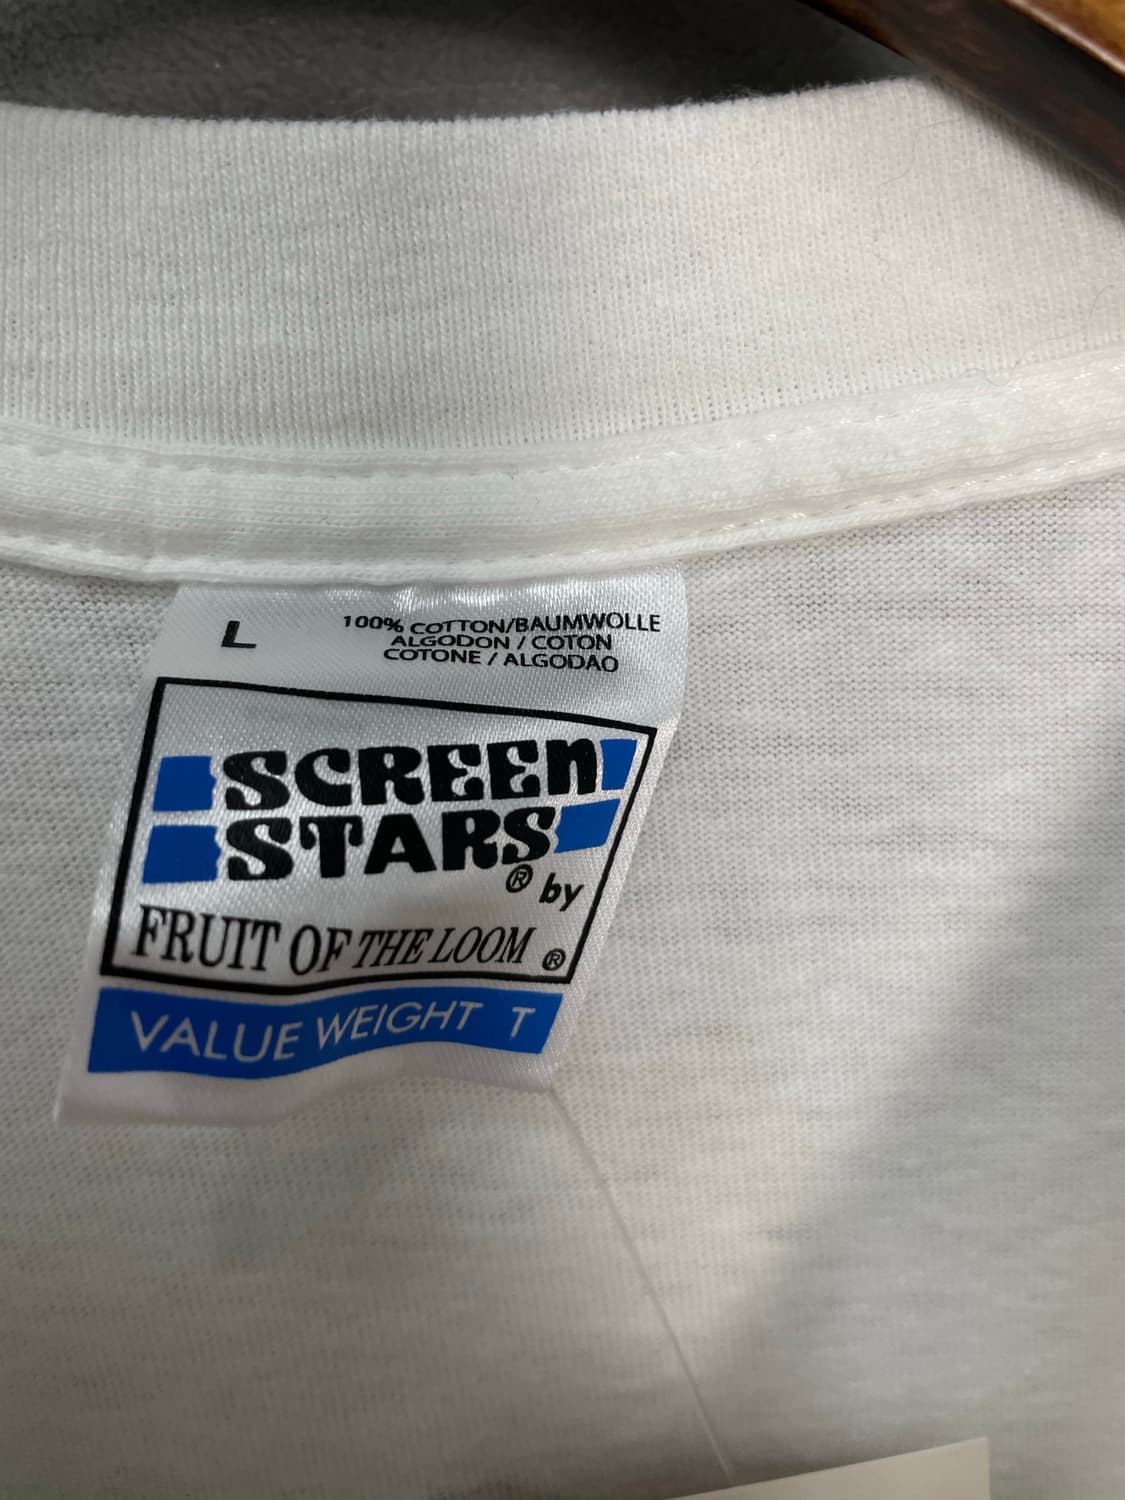 L
100% COTTON/BAUMWOLLE
ALGODON / COTON
COTONE / ALGODAO
SCREEN
STARS® by
FRUIT OF THE LOOM®
VALUE WEIGHT T